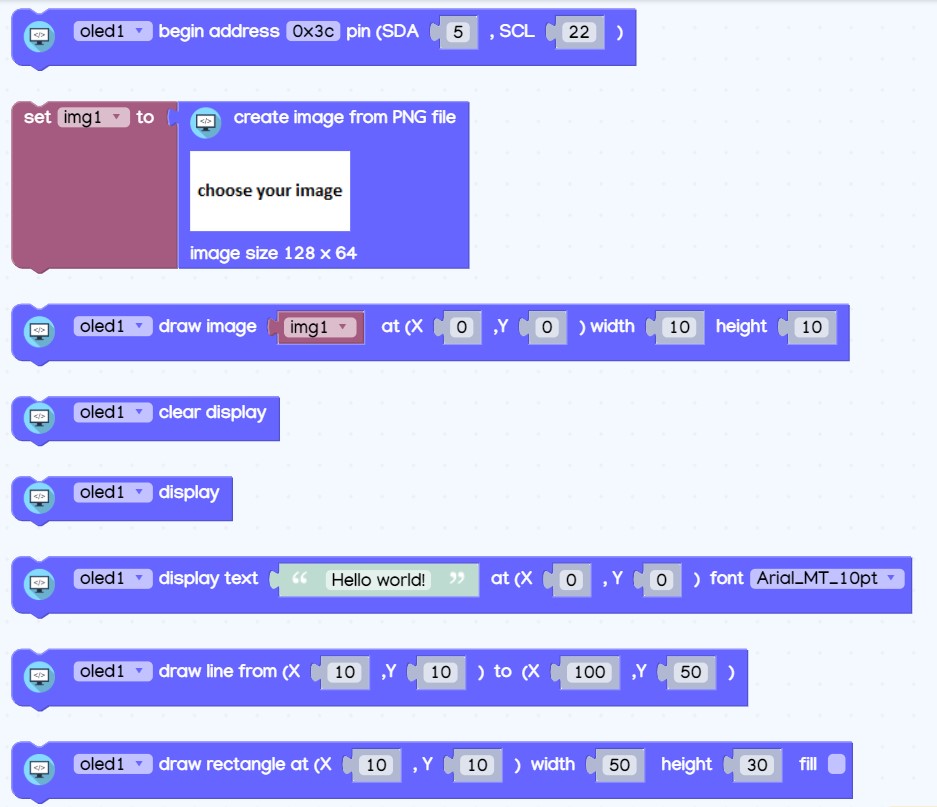 oled1 begin address 0x3c pin (SDA 5 , SCL 22 )
set img1 to </> create image from PNG file
choose your image
image size 128 x 64
oled1 draw image img1 at (X 0 ,Y 0 ) width 10 height 10
oled1 clear display
oled1 display
oled1 display text “ Hello world! ” at (X 0 , Y 0 ) font Arial_MT_10pt
oled1 draw line from (X 10 ,Y 10 ) to (X 100 ,Y 50 )
oled1 draw rectangle at (X 10 , Y 10 ) width 50 height 30 fill